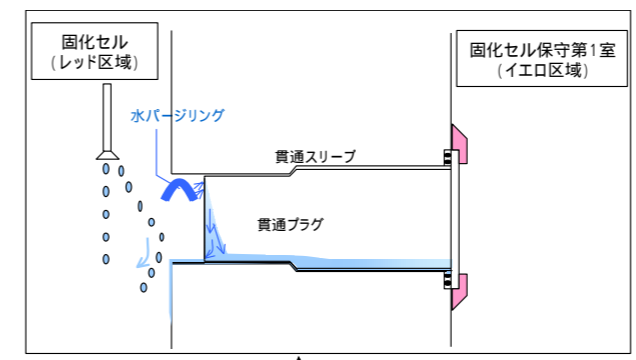 固化セル
(レッド区域)
固化セル保守第1室
(イエロ区域)
水パージリング
貫通スリーブ
貫通プラグ